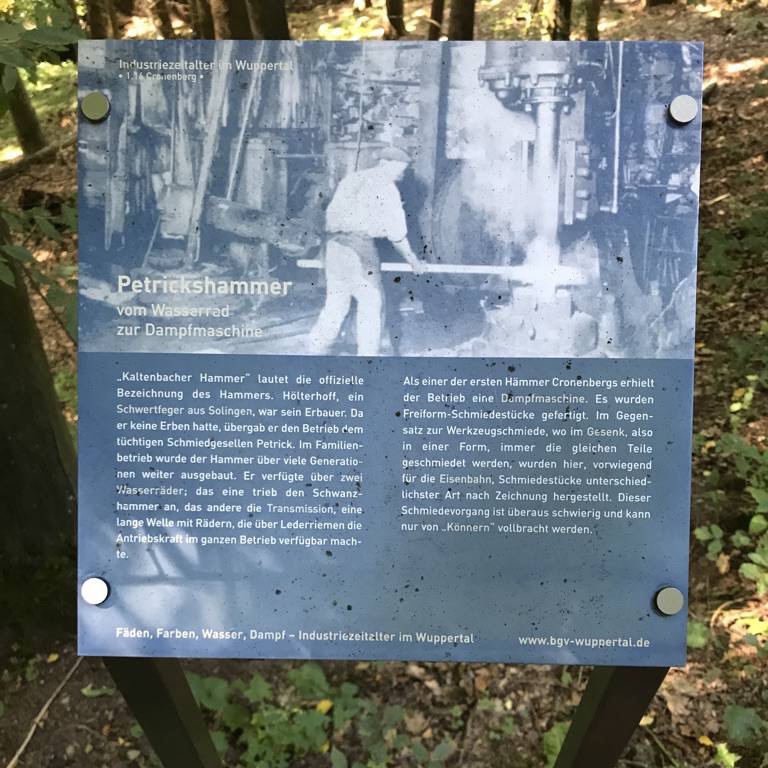 Industriezeitalter im Wuppertal
• 1.16 Cronenberg •
Petrickshammer
vom Wasserrad
zur Dampfmaschine
„Kaltenbacher Hammer" lautet die offizielle
Bezeichnung des Hammers. Hölterhoff, ein
Schwertfeger aus Solingen, war sein Erbauer. Da
er keine Erben hatte, übergab er den Betrieb dem
tüchtigen Schmiedgesellen Petrick. Im Familien-
betrieb wurde der Hammer über viele Generatio-
nen weiter ausgebaut. Er verfügte über zwei
Wasserräder; das eine trieb den Schwanz-
hammer an, das andere die Transmission, eine
lange Welle mit Rädern, die über Lederriemen die
Antriebskraft im ganzen Betrieb verfügbar mach-
te.
Als einer der ersten Hämmer Cronenbergs erhielt
der Betrieb eine Dampfmaschine. Es wurden
Freiform-Schmiedestücke gefertigt. Im Gegen-
satz zur Werkzeugschmiede, wo im Gesenk, also
in einer Form, immer die gleichen Teile
geschmiedet werden, wurden hier, vorwiegend
für die Eisenbahn, Schmiedestücke unterschied-
lichster Art nach Zeichnung hergestellt. Dieser
Schmiedevorgang ist überaus schwierig und kann
nur von „Könnern" vollbracht werden.
Fäden, Farben, Wasser, Dampf – Industriezeitalter im Wuppertal
www.bgv-wuppertal.de